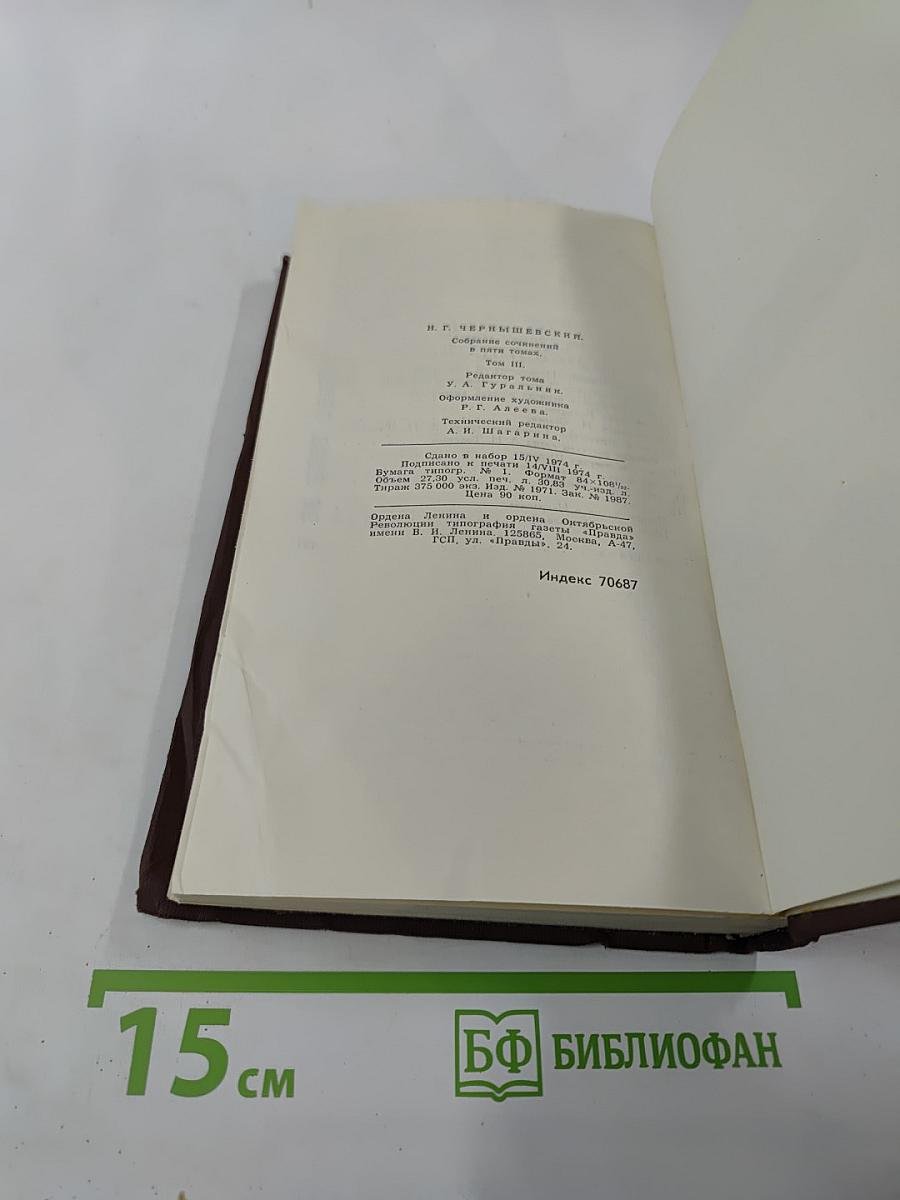 Н. Г. ЧЕРНЫШЕВСКИЙ.
Собрание сочинений
в пяти томах.
Том III.
Редактор тома
У. А. Гуральник.
Оформление художника
Р. Г. Алеева.
Технический редактор
А. И. Шагарина.
Сдано в набор 15/IV 1974 г.
Подписано к печати 14/VIII 1974 г.
Бумага типогр. № 1. Формат 84×108¹/₃₂.
Объем 27,30 усл. печ. л. 30,83 уч.-изд. л.
Тираж 375 000 экз. Изд. № 1971. Зак. № 1987.
Цена 90 коп.
Ордена Ленина и ордена Октябрьской
Революции типография газеты «Правда»
имени В. И. Ленина. 125865, Москва, А-47,
ГСП, ул. «Правды», 24.
Индекс 70687
15 см
БФ БИБЛИОФАН